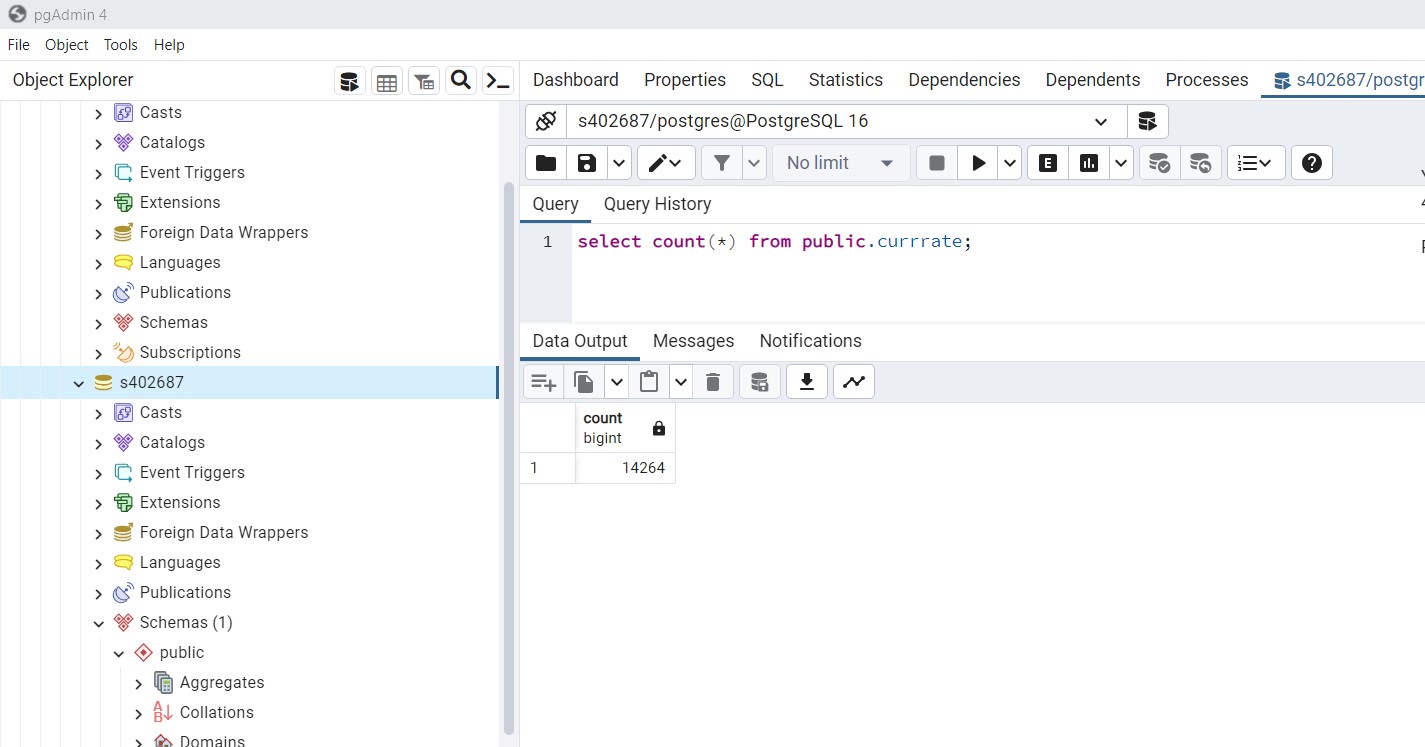 pgAdmin 4
File Object Tools Help
Object Explorer
Dashboard Properties SQL Statistics Dependencies Dependents Processes s402687/postgr
Casts
Catalogs
Event Triggers
Extensions
Foreign Data Wrappers
Languages
Publications
Schemas
Subscriptions
s402687
Casts
Catalogs
Event Triggers
Extensions
Foreign Data Wrappers
Languages
Publications
Schemas (1)
public
Aggregates
Collations
Domains
s402687/postgres@PostgreSQL 16
No limit
E
Query Query History
1 select count(*) from public.currrate;
Data Output Messages Notifications
count
bigint
1 14264